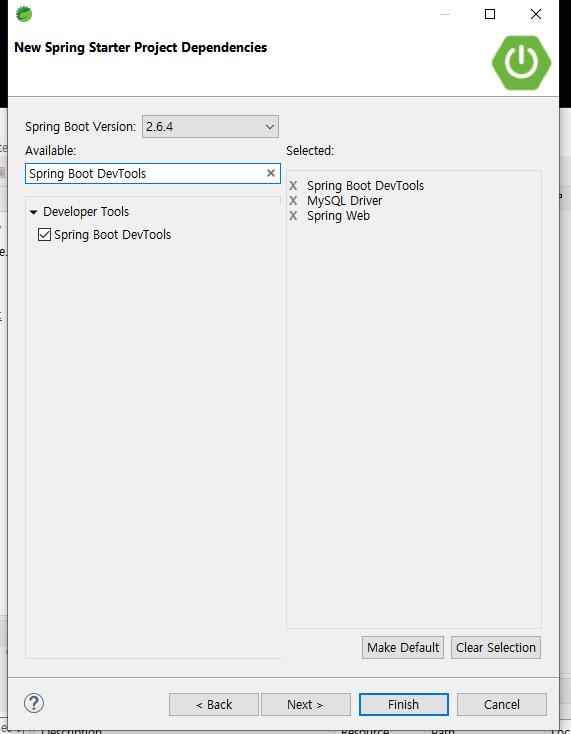 New Spring Starter Project Dependencies
Spring Boot Version: 2.6.4
Available:
Selected:
Spring Boot DevTools
Developer Tools
Spring Boot DevTools
X Spring Boot DevTools
X MySQL Driver
X Spring Web
Make Default
Clear Selection
?
< Back
Next >
Finish
Cancel